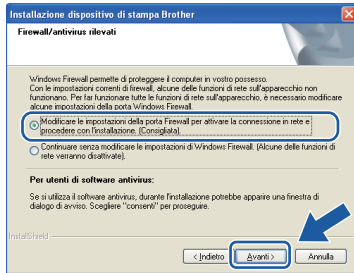 Installazione dispositivo di stampa Brother
Firewall/antivirus rilevati
Windows Firewall permette di proteggere il computer in vostro possesso.
Con le impostazioni correnti di firewall, alcune delle funzioni di rete sull'apparecchio non
funzionano. Per far funzionare tutte le funzioni di rete sull'apparecchio, è necessario modificare
alcune impostazioni della porta Windows Firewall.
Modificare le impostazioni della porta Firewall per attivare la connessione in rete e
procedere con l'installazione. (Consigliata).
Continuare senza modificare le impostazioni di Windows Firewall. (Alcune delle funzioni di
rete verranno disattivate).
Per utenti di software antivirus:
Se si utilizza il software antivirus, durante l'installazione potrebbe apparire una finestra di
dialogo di avviso. Scegliere "consenti" per proseguire.
InstallShield
< Indietro Avanti > Annulla